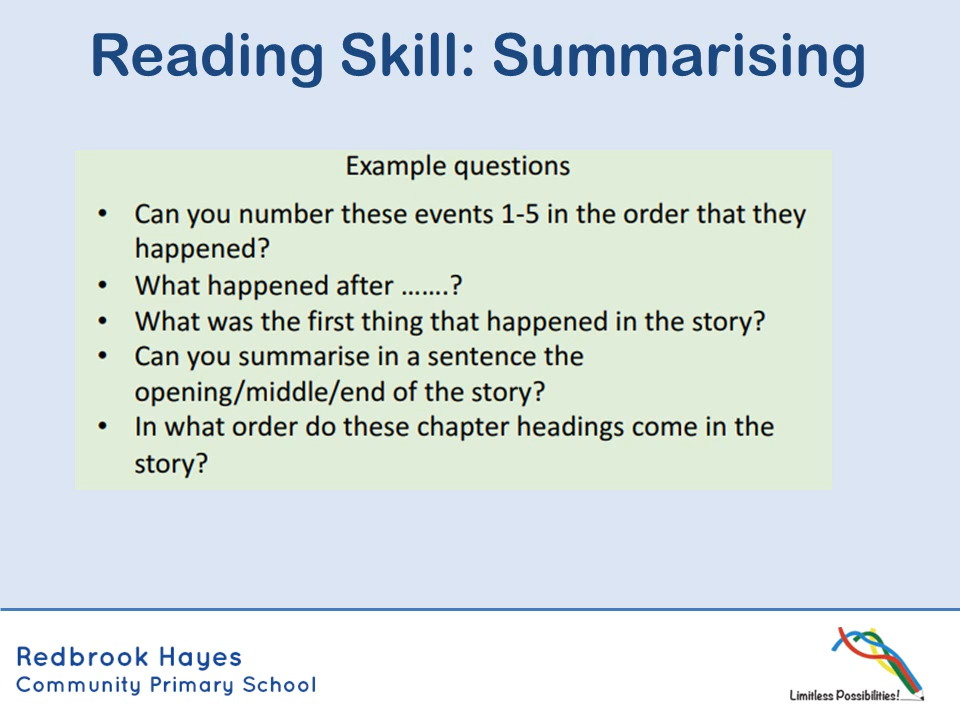 Reading Skill: Summarising
Example questions
• Can you number these events 1-5 in the order that they
happened?
• What happened after …….?
• What was the first thing that happened in the story?
• Can you summarise in a sentence the
opening/middle/end of the story?
• In what order do these chapter headings come in the
story?
Redbrook Hayes
Community Primary School
Limitless Possibilities!